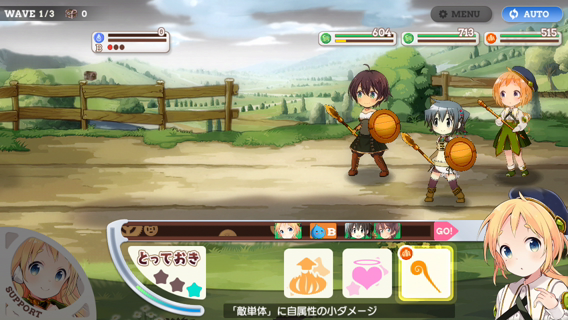 WAVE 1/3 0
MENU
AUTO
0
B
604
713
515
B
GO!
とっておき
SUPPORT
「敵単体」に自属性の小ダメージ